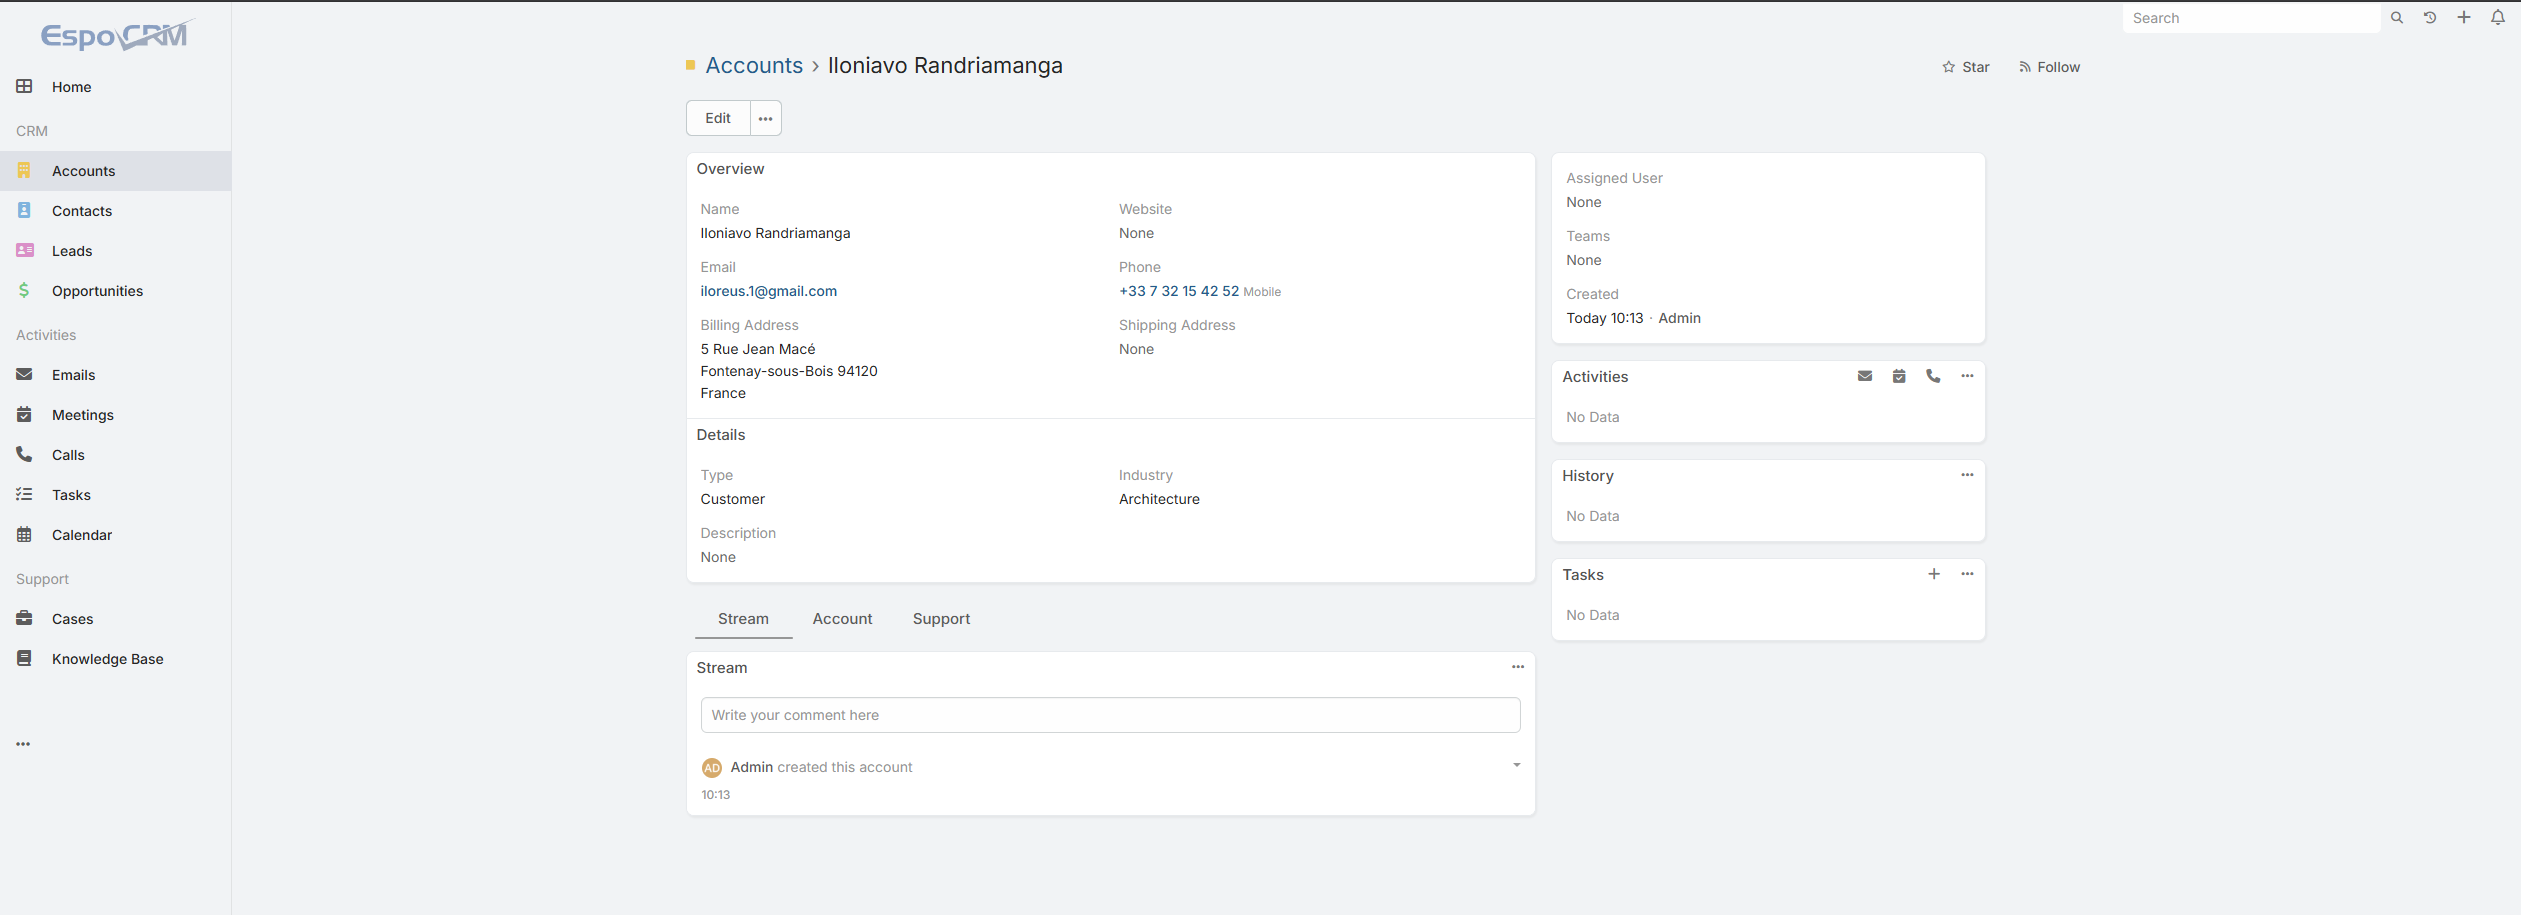 EspoCRM
Search
Home
CRM
Accounts
Contacts
Leads
Opportunities
Activities
Emails
Meetings
Calls
Tasks
Calendar
Support
Cases
Knowledge Base
Accounts › Iloniavo Randriamanga
Star
Follow
Edit
Overview
Name
Iloniavo Randriamanga
Website
None
Email
iloreus.1@gmail.com
Phone
+33 7 32 15 42 52 Mobile
Billing Address
5 Rue Jean Macé
Fontenay-sous-Bois 94120
France
Shipping Address
None
Details
Type
Customer
Industry
Architecture
Description
None
Stream
Account
Support
Stream
Write your comment here
AD
Admin created this account
10:13
Assigned User
None
Teams
None
Created
Today 10:13 · Admin
Activities
No Data
History
No Data
Tasks
No Data